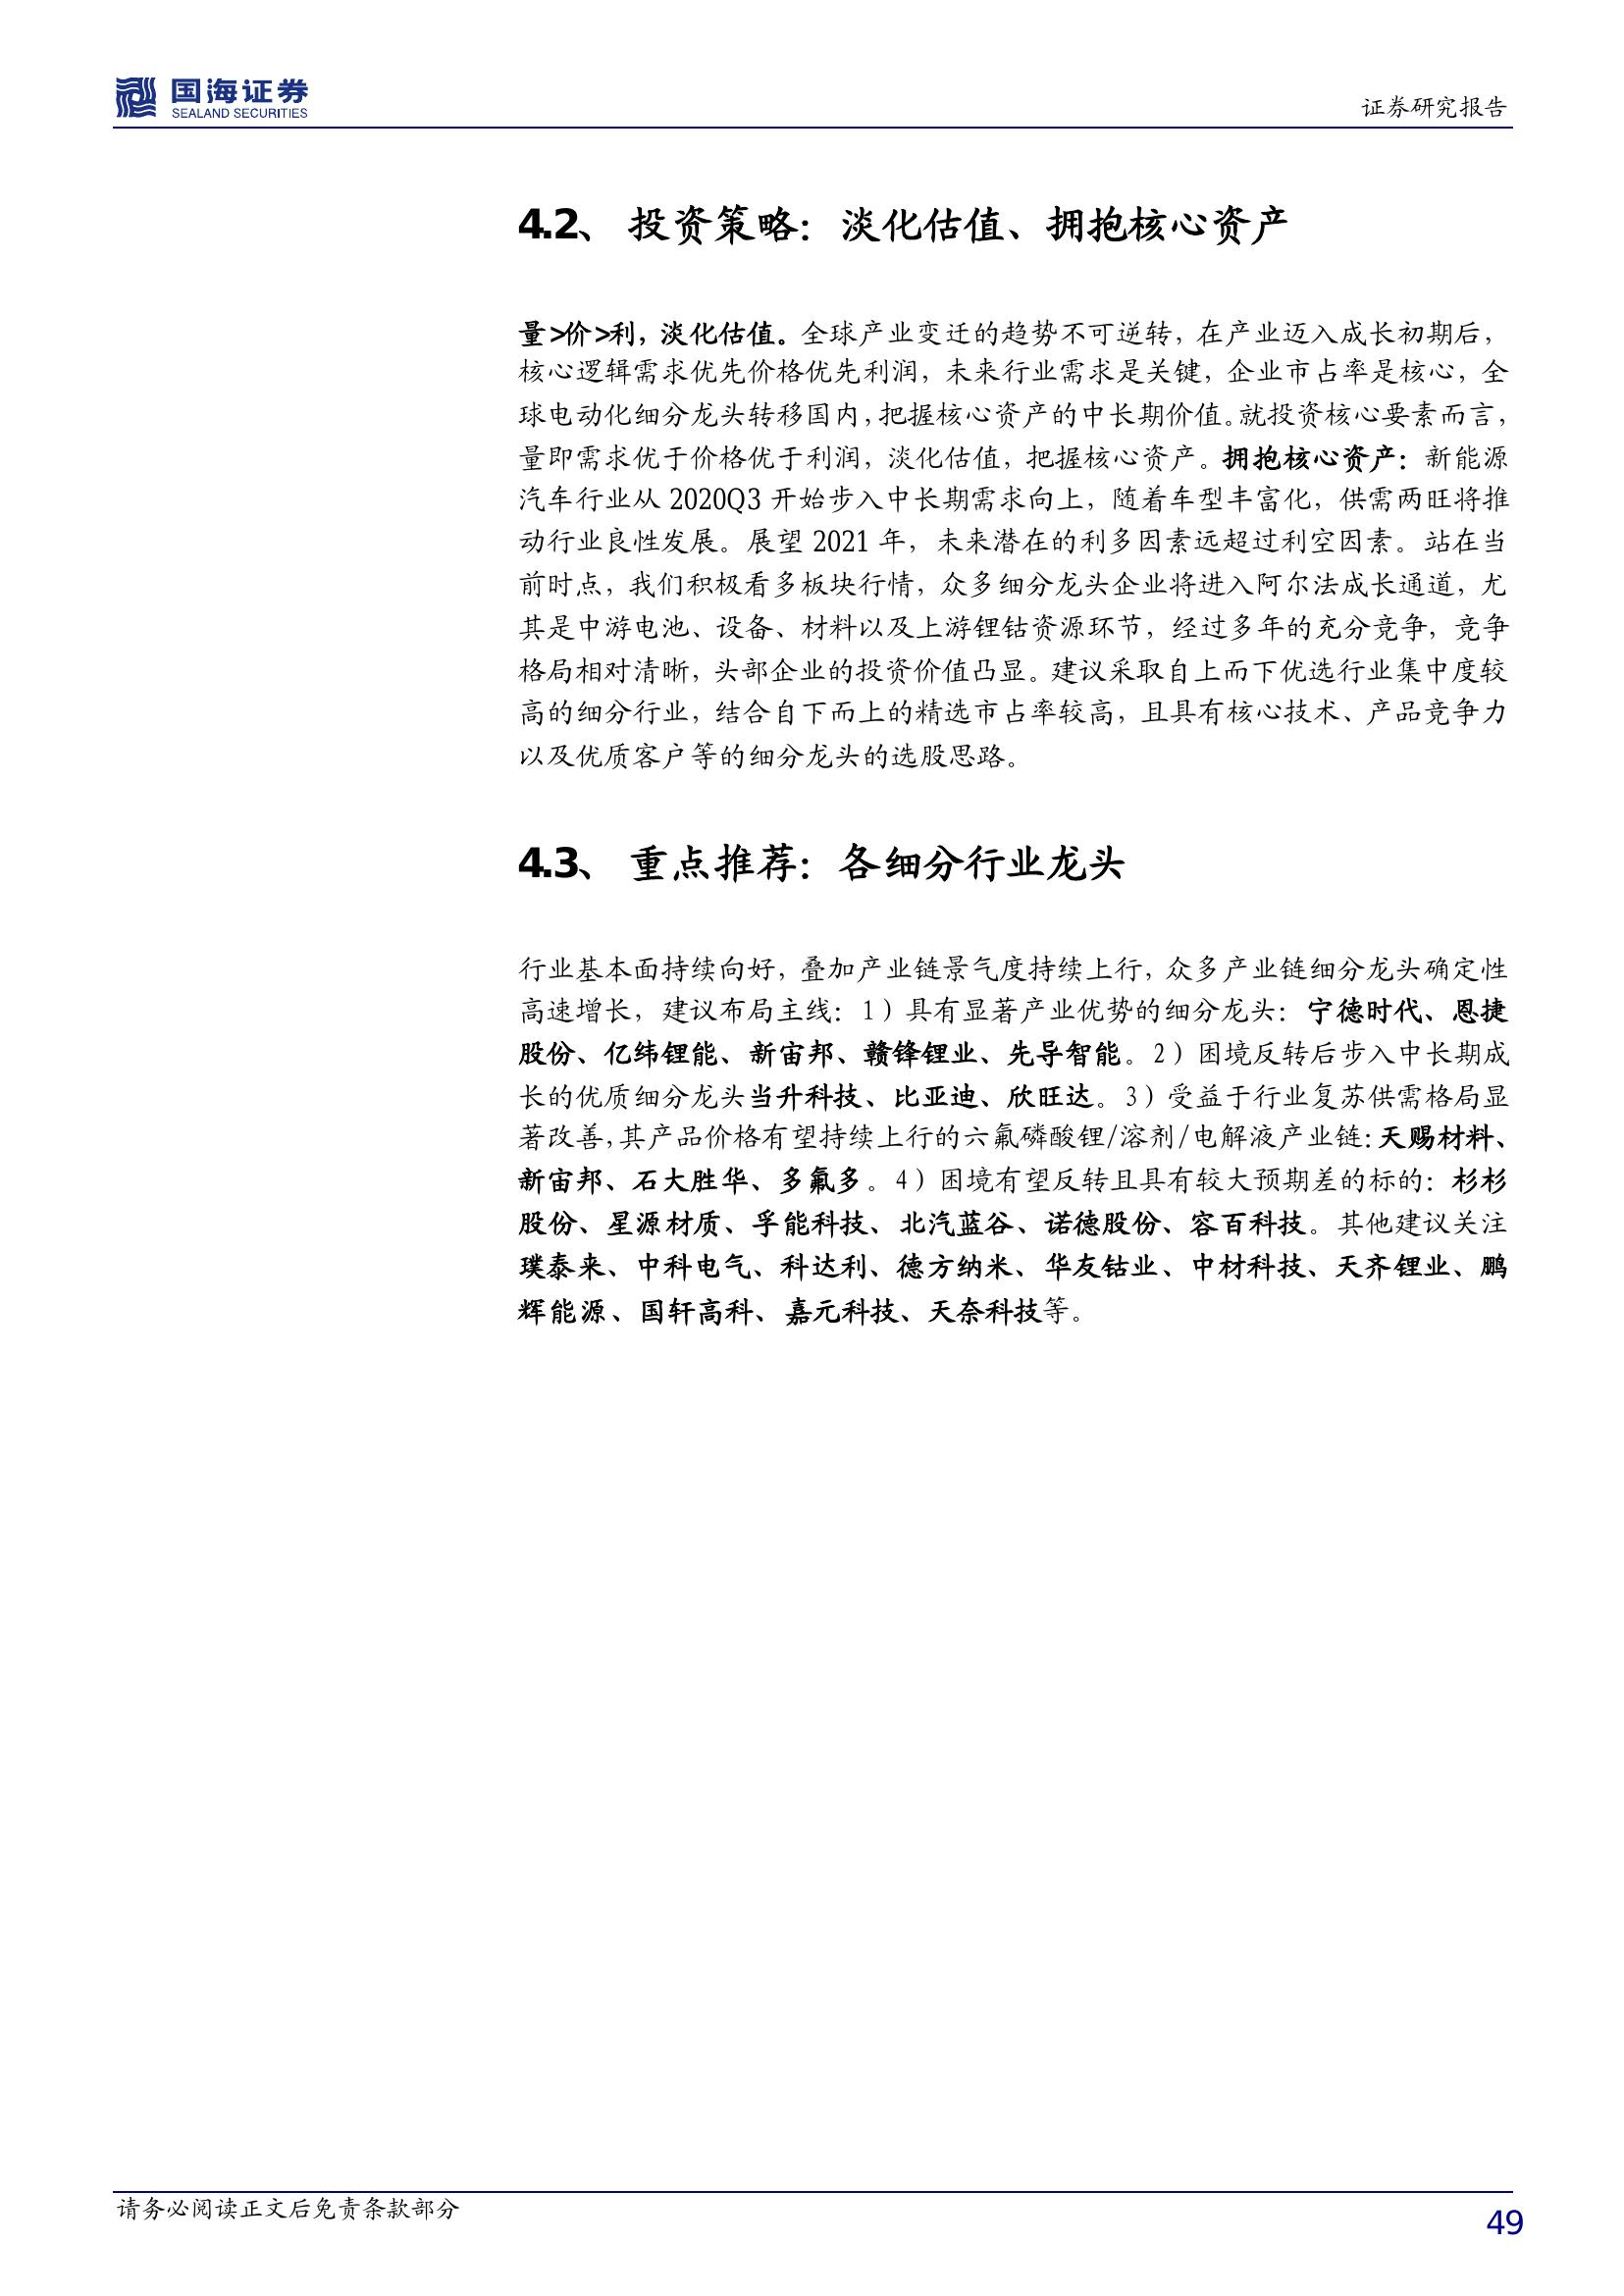 国海证券
SEALAND SECURITIES
证券研究报告
4.2、 投资策略：淡化估值、拥抱核心资产
量>价>利，淡化估值。全球产业变迁的趋势不可逆转，在产业迈入成长初期后，
核心逻辑需求优先价格优先利润，未来行业需求是关键，企业市占率是核心，全
球电动化细分龙头转移国内，把握核心资产的中长期价值。就投资核心要素而言，
量即需求优于价格优于利润，淡化估值，把握核心资产。拥抱核心资产：新能源
汽车行业从 2020Q3 开始步入中长期需求向上，随着车型丰富化，供需两旺将推
动行业良性发展。展望 2021 年，未来潜在的利多因素远超过利空因素。站在当
前时点，我们积极看多板块行情，众多细分龙头企业将进入阿尔法成长通道，尤
其是中游电池、设备、材料以及上游锂钴资源环节，经过多年的充分竞争，竞争
格局相对清晰，头部企业的投资价值凸显。建议采取自上而下优选行业集中度较
高的细分行业，结合自下而上的精选市占率较高，且具有核心技术、产品竞争力
以及优质客户等的细分龙头的选股思路。
4.3、 重点推荐：各细分行业龙头
行业基本面持续向好，叠加产业链景气度持续上行，众多产业链细分龙头确定性
高速增长，建议布局主线：1）具有显著产业优势的细分龙头：宁德时代、恩捷
股份、亿纬锂能、新宙邦、赣锋锂业、先导智能。2）困境反转后步入中长期成
长的优质细分龙头当升科技、比亚迪、欣旺达。3）受益于行业复苏供需格局显
著改善，其产品价格有望持续上行的六氟磷酸锂/溶剂/电解液产业链：天赐材料、
新宙邦、石大胜华、多氟多。4）困境有望反转且具有较大预期差的标的：杉杉
股份、星源材质、孚能科技、北汽蓝谷、诺德股份、容百科技。其他建议关注
璞泰来、中科电气、科达利、德方纳米、华友钴业、中材科技、天齐锂业、鹏
辉能源、国轩高科、嘉元科技、天奈科技等。
请务必阅读正文后免责条款部分
49